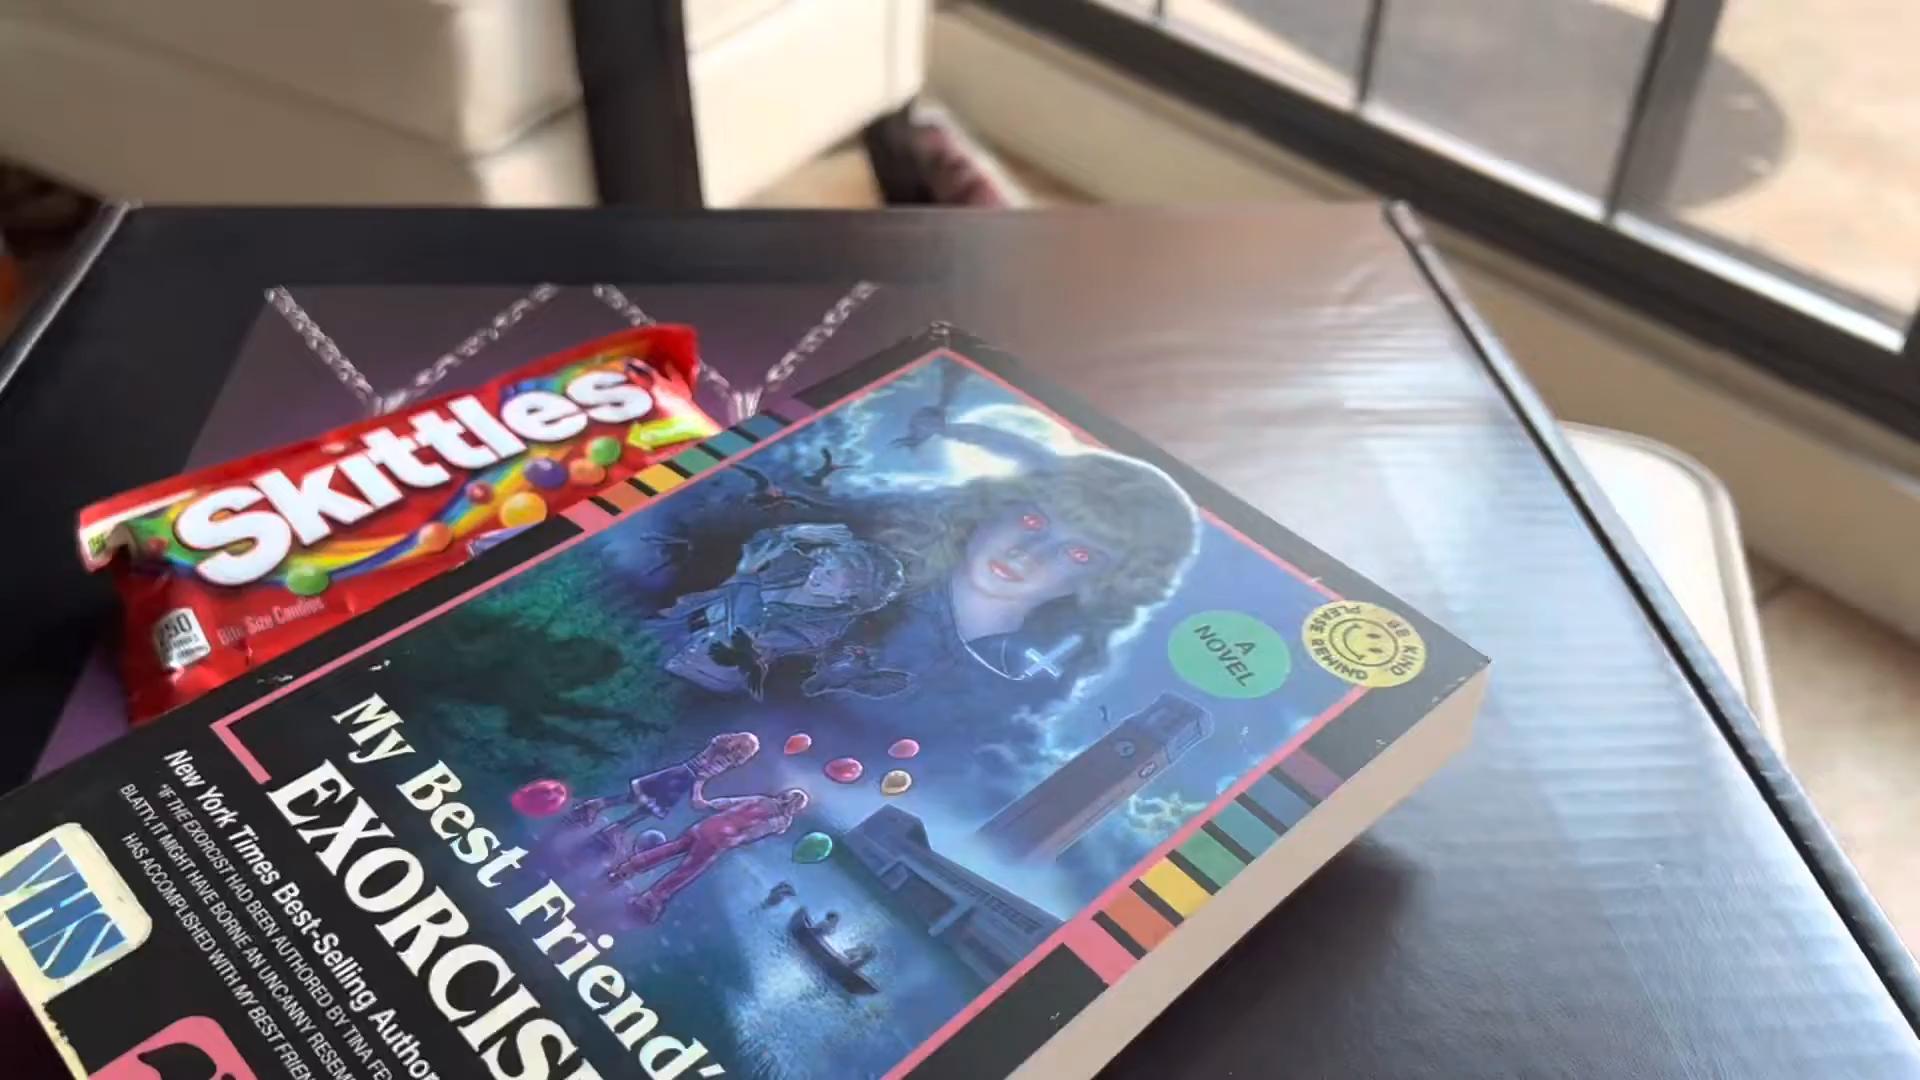 Skittles
250
Bite Size Candies
A
NOVEL
BE KIND
PLEASE REWIND
My Best Friend's
EXORCIS
New York Times Best-Selling Author
"IF THE EXORCIST HAD BEEN AUTHORED BY TINA FE
BLATTY, IT MIGHT HAVE BORNE AN UNCANNY RESEM
HAS ACCOMPLISHED WITH MY BEST FRIEN
VHS